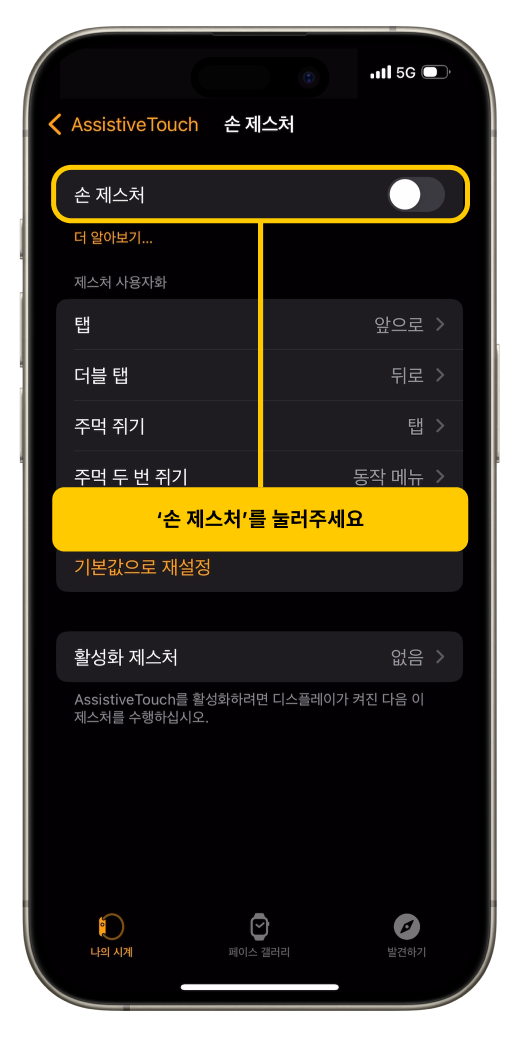 5G
AssistiveTouch 손 제스처
손 제스처
더 알아보기...
제스처 사용자화
탭 앞으로
더블 탭 뒤로
주먹 쥐기 탭
주먹 두 번 쥐기 동작 메뉴
‘손 제스처’를 눌러주세요
기본값으로 재설정
활성화 제스처 없음
AssistiveTouch를 활성화하려면 디스플레이가 켜진 다음 이
제스처를 수행하십시오.
나의 시계 페이스 갤러리 발견하기